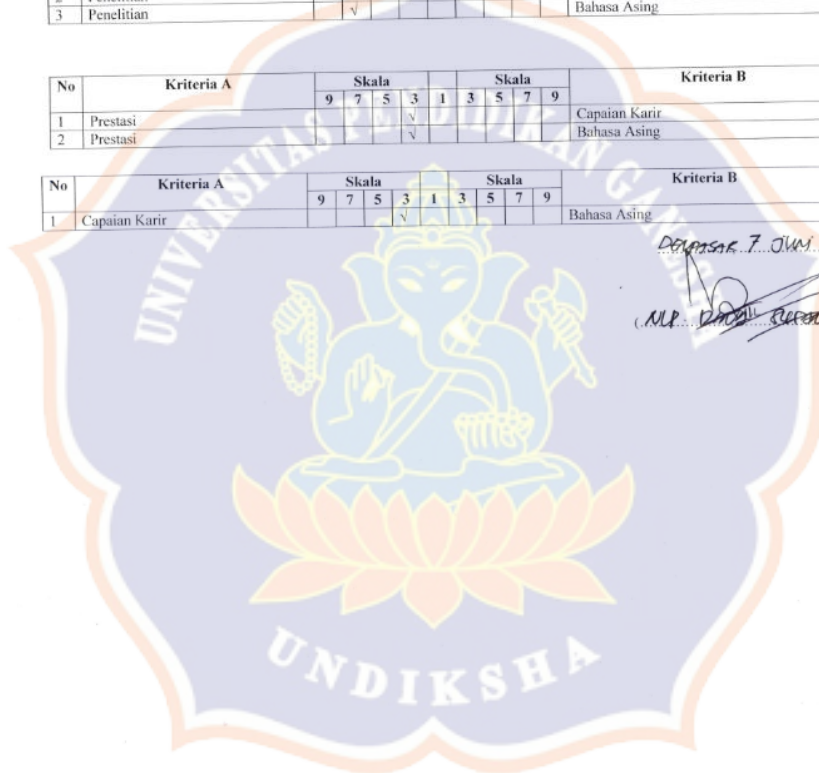 3 Penelitian √ Bahasa Asing
No Kriteria A Skala Skala Kriteria B
9 7 5 3 1 3 5 7 9
1 Prestasi √ Capaian Karir
2 Prestasi √ Bahasa Asing
No Kriteria A Skala Skala Kriteria B
9 7 5 3 1 3 5 7 9
1 Capaian Karir √ Bahasa Asing
DENPASAR 7 JUNI
UNIVERSITAS PENDIDIKAN GANESHA
UNDIKSHA